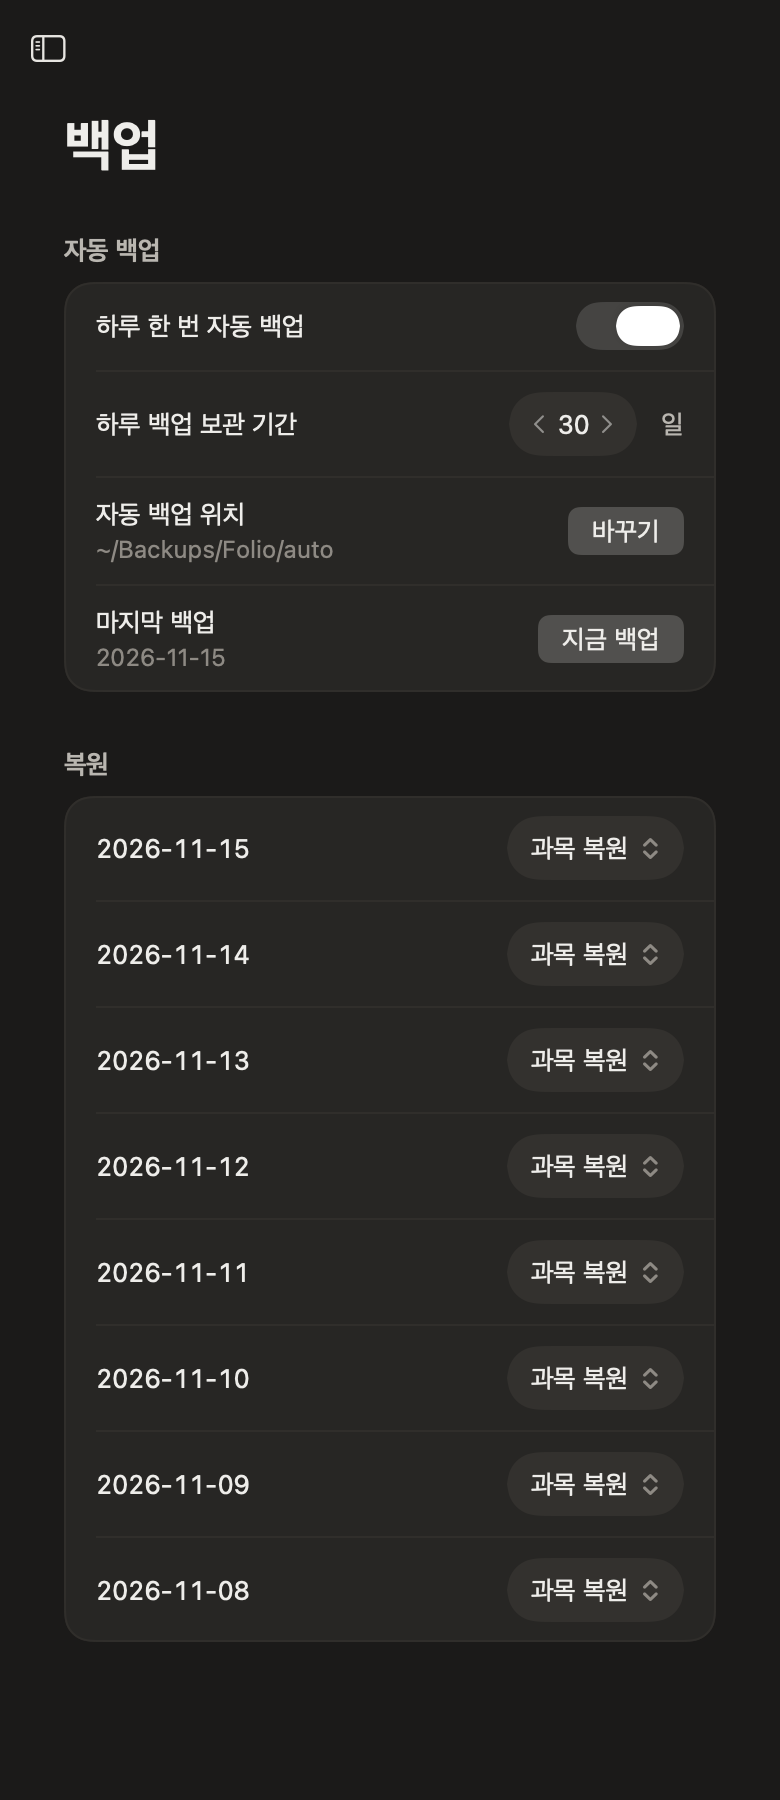 백업
자동 백업
하루 한 번 자동 백업
하루 백업 보관 기간 30 일
자동 백업 위치
~/Backups/Folio/auto
바꾸기
마지막 백업
2026-11-15
지금 백업
복원
2026-11-15 과목 복원
2026-11-14 과목 복원
2026-11-13 과목 복원
2026-11-12 과목 복원
2026-11-11 과목 복원
2026-11-10 과목 복원
2026-11-09 과목 복원
2026-11-08 과목 복원